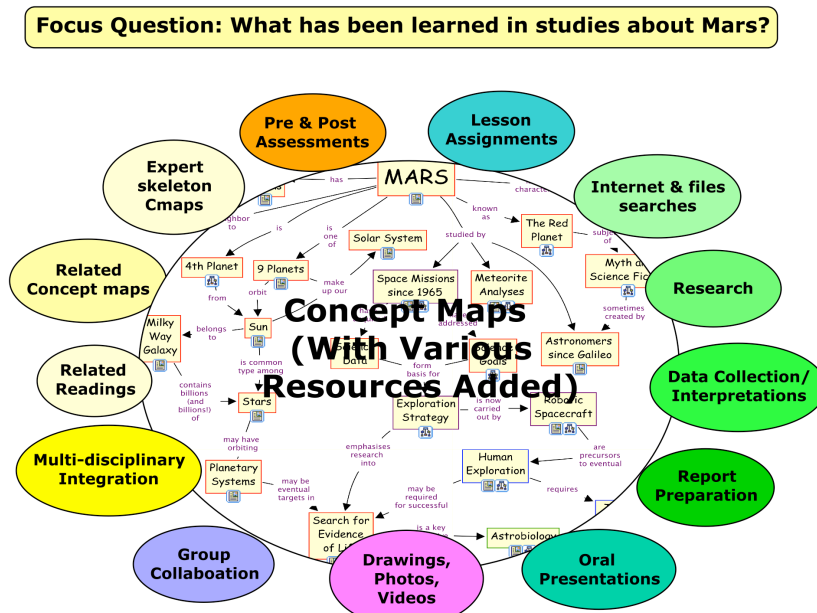 Focus Question: What has been learned in studies about Mars?
Pre & Post
Assessments
Lesson
Assignments
Expert
skeleton
Cmaps
Internet & files
searches
Related
Concept maps
Research
Related
Readings
Data Collection/
Interpretations
Multi-disciplinary
Integration
Report
Preparation
Group
Collaboation
Drawings,
Photos,
Videos
Oral
Presentations
Concept Maps
(With Various
Resources Added)
MARS
has
known
as
The Red
Planet
is
is
one
of
Solar System
studied by
4th Planet
9 Planets
Space Missions
since 1965
Meteorite
Analyses
Science Fic
make
up our
from
orbit
sometimes
created by
Milky
Way
Galaxy
belongs
to
Sun
addressed
Astronomers
since Galileo
Data
Goals
is common
type among
form
basis for
contains
billions
(and
billions!)
of
Stars
Exploration
Strategy
is now
carried
out by
Robotic
Spacecraft
may have
orbiting
emphasises
research
into
Human
Exploration
are
precursors
to eventual
Planetary
Systems
may be
eventual
targets in
may be
required
for successful
requires
Search for
Evidence
of Lif
is a key
Astrobiology